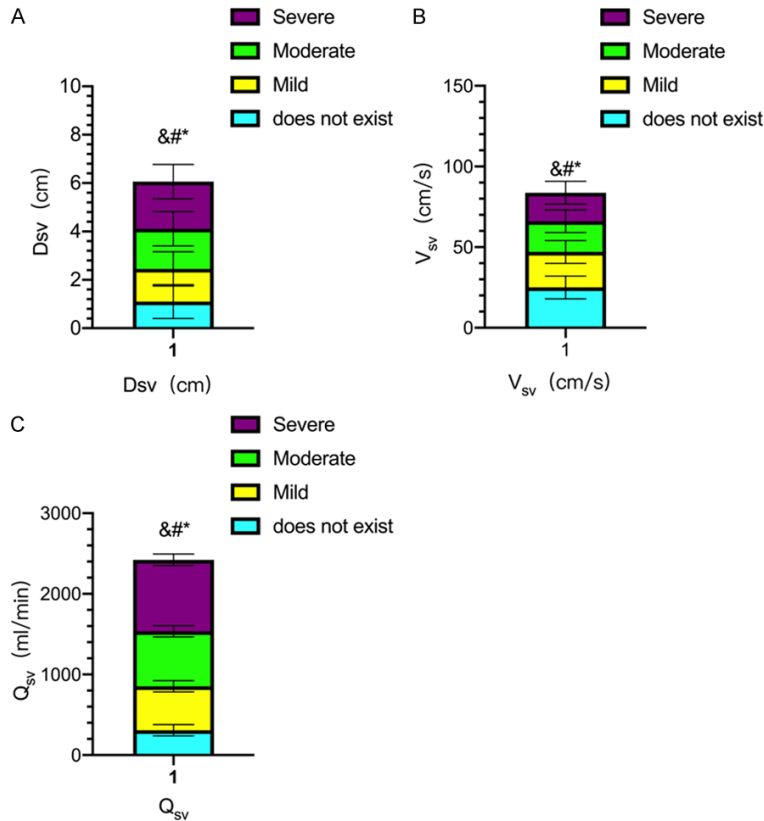 A
Severe
Moderate
Mild
does not exist
10
8
6
4
2
0
&#*
Dsv (cm)
1
Dsv (cm)
B
Severe
Moderate
Mild
does not exist
150
100
50
0
&#*
Vsv (cm/s)
1
Vsv (cm/s)
C
Severe
Moderate
Mild
does not exist
3000
2000
1000
0
&#*
Qsv (ml/min)
1
Qsv